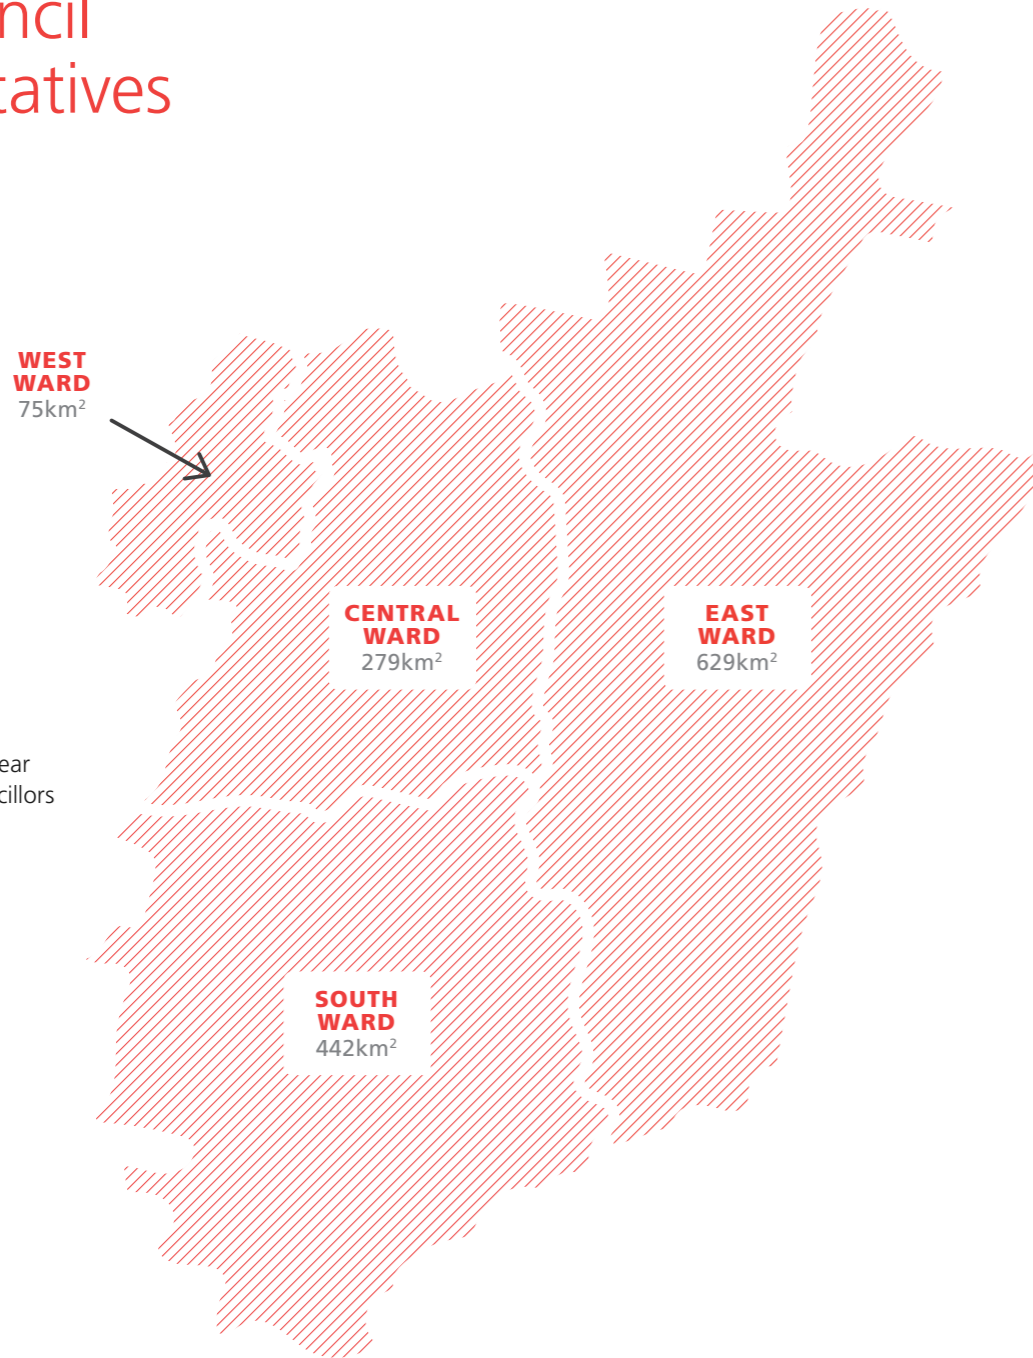 ncil
tatives
WEST
WARD
75km²
CENTRAL
WARD
279km²
EAST
WARD
629km²
ear
cillors
SOUTH
WARD
442km²